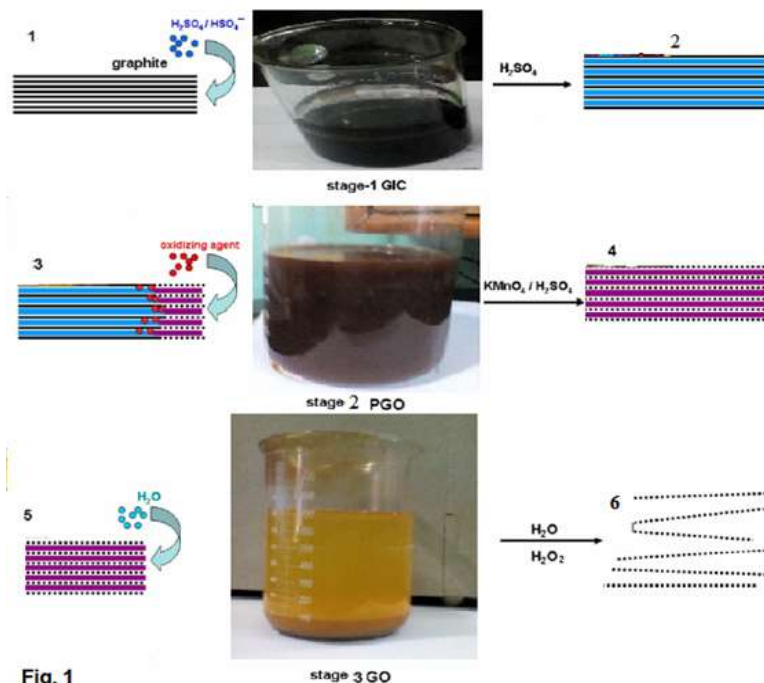 1
H₂SO₄ / HSO₄⁻
graphite
H₂SO₄
2
stage-1 GIC
3
oxidizing agent
KMnO₄ / H₂SO₄
4
stage 2 PGO
5
H₂O
H₂O
H₂O₂
6
stage 3 GO
Fig. 1